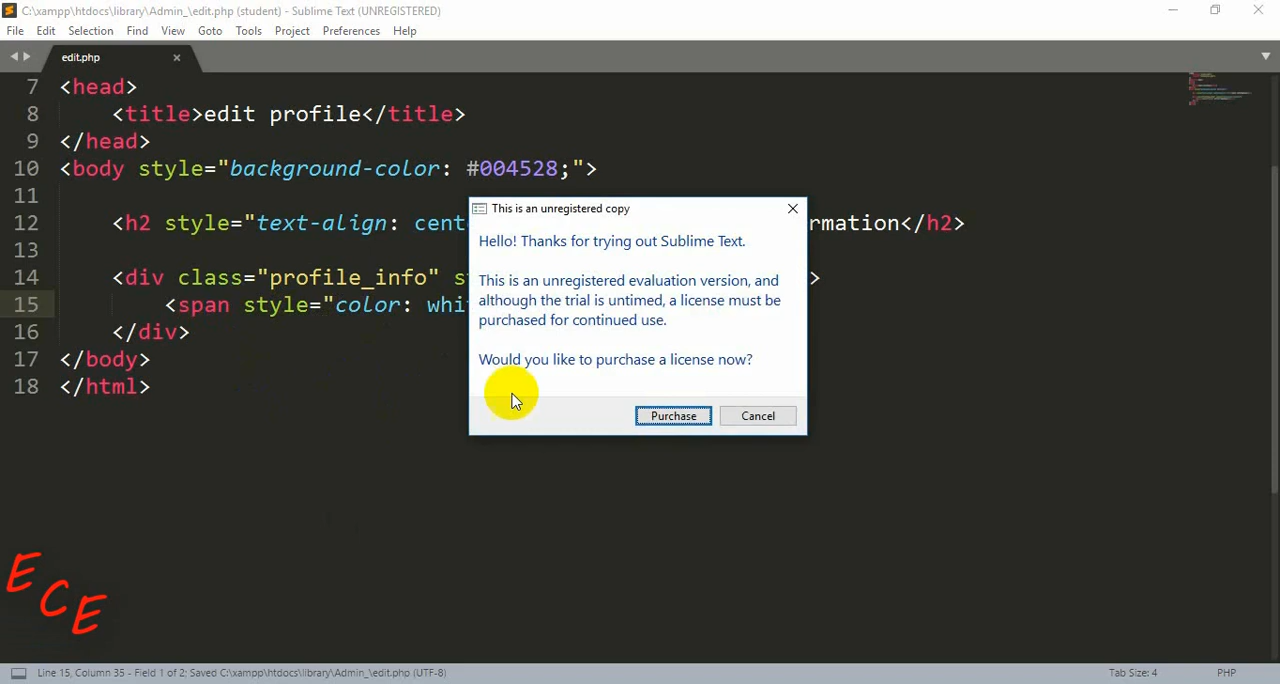 C:\xampp\htdocs\library\Admin_\edit.php (student) - Sublime Text (UNREGISTERED)
File Edit Selection Find View Goto Tools Project Preferences Help
edit.php
7 <head>
8 <title>edit profile</title>
9 </head>
10 <body style="background-color: #004528;">
11
12 <h2 style="text-align: cent rmation</h2>
13
14 <div class="profile_info" st >
15 <span style="color: whi
16 </div>
17 </body>
18 </html>
This is an unregistered copy
Hello! Thanks for trying out Sublime Text.
This is an unregistered evaluation version, and
although the trial is untimed, a license must be
purchased for continued use.
Would you like to purchase a license now?
Purchase Cancel
E C E
Line 15, Column 35 - Field 1 of 2; Saved C:\xampp\htdocs\library\Admin_\edit.php (UTF-8) Tab Size: 4 PHP